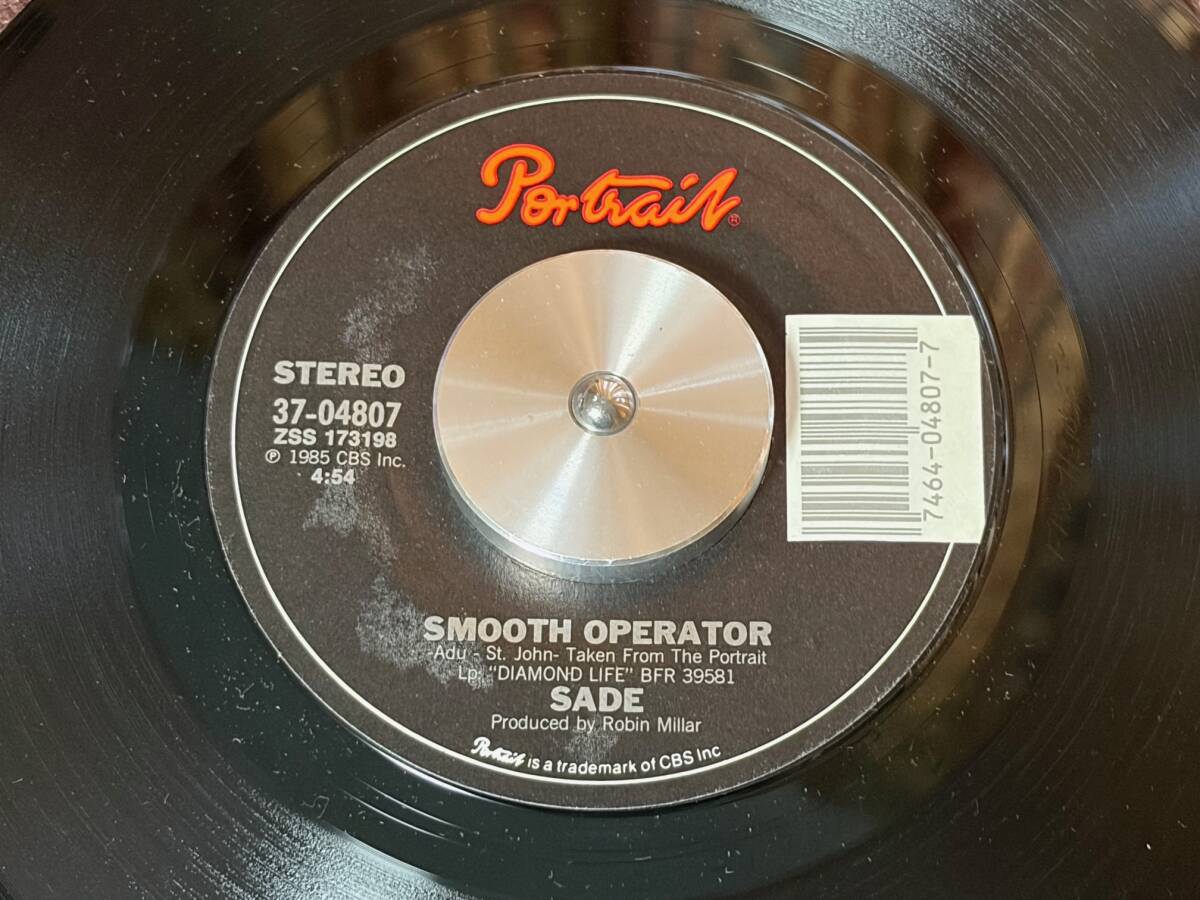 Portrait®
STEREO
37-04807
ZSS 173198
℗ 1985 CBS Inc.
4:54
7464-04807-7
SMOOTH OPERATOR
-Adu - St. John- Taken From The Portrait
Lp: "DIAMOND LIFE" BFR 39581
SADE
Produced by Robin Millar
Portrait is a trademark of CBS Inc